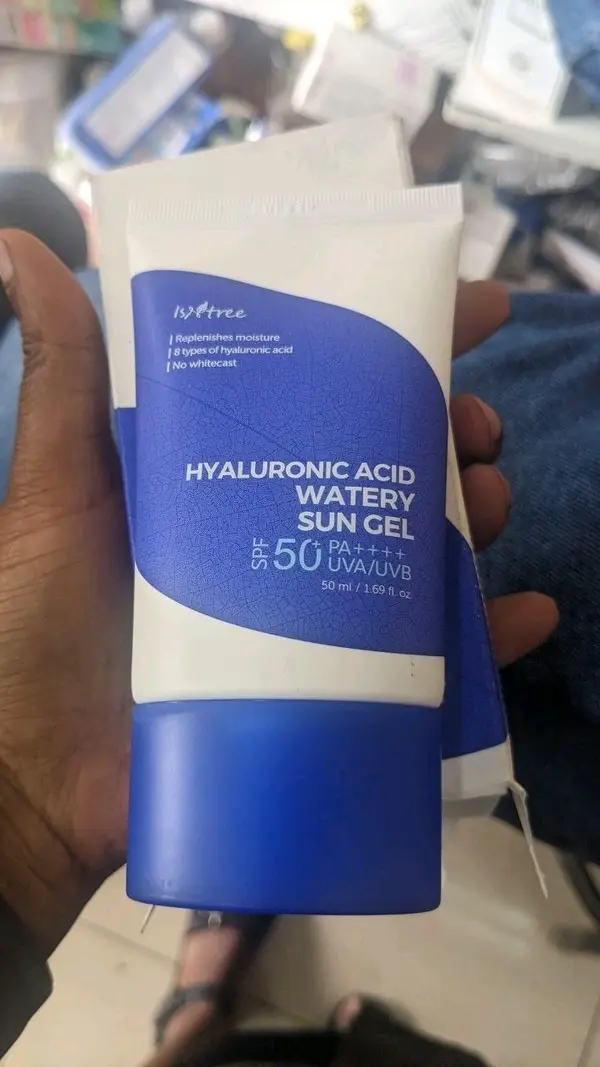 Isntree
Replenishes moisture
8 types of hyaluronic acid
No whitecast
HYALURONIC ACID
WATERY
SUN GEL
SPF 50+ PA++++
UVA/UVB
50 ml / 1.69 fl. oz